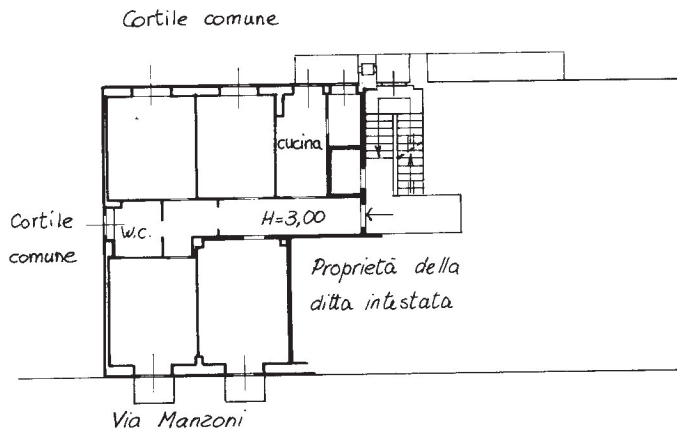 Cortile comune
cucina
Cortile
comune
W.C.
H=3,00
Proprietà della
ditta intestata
Via Manzoni